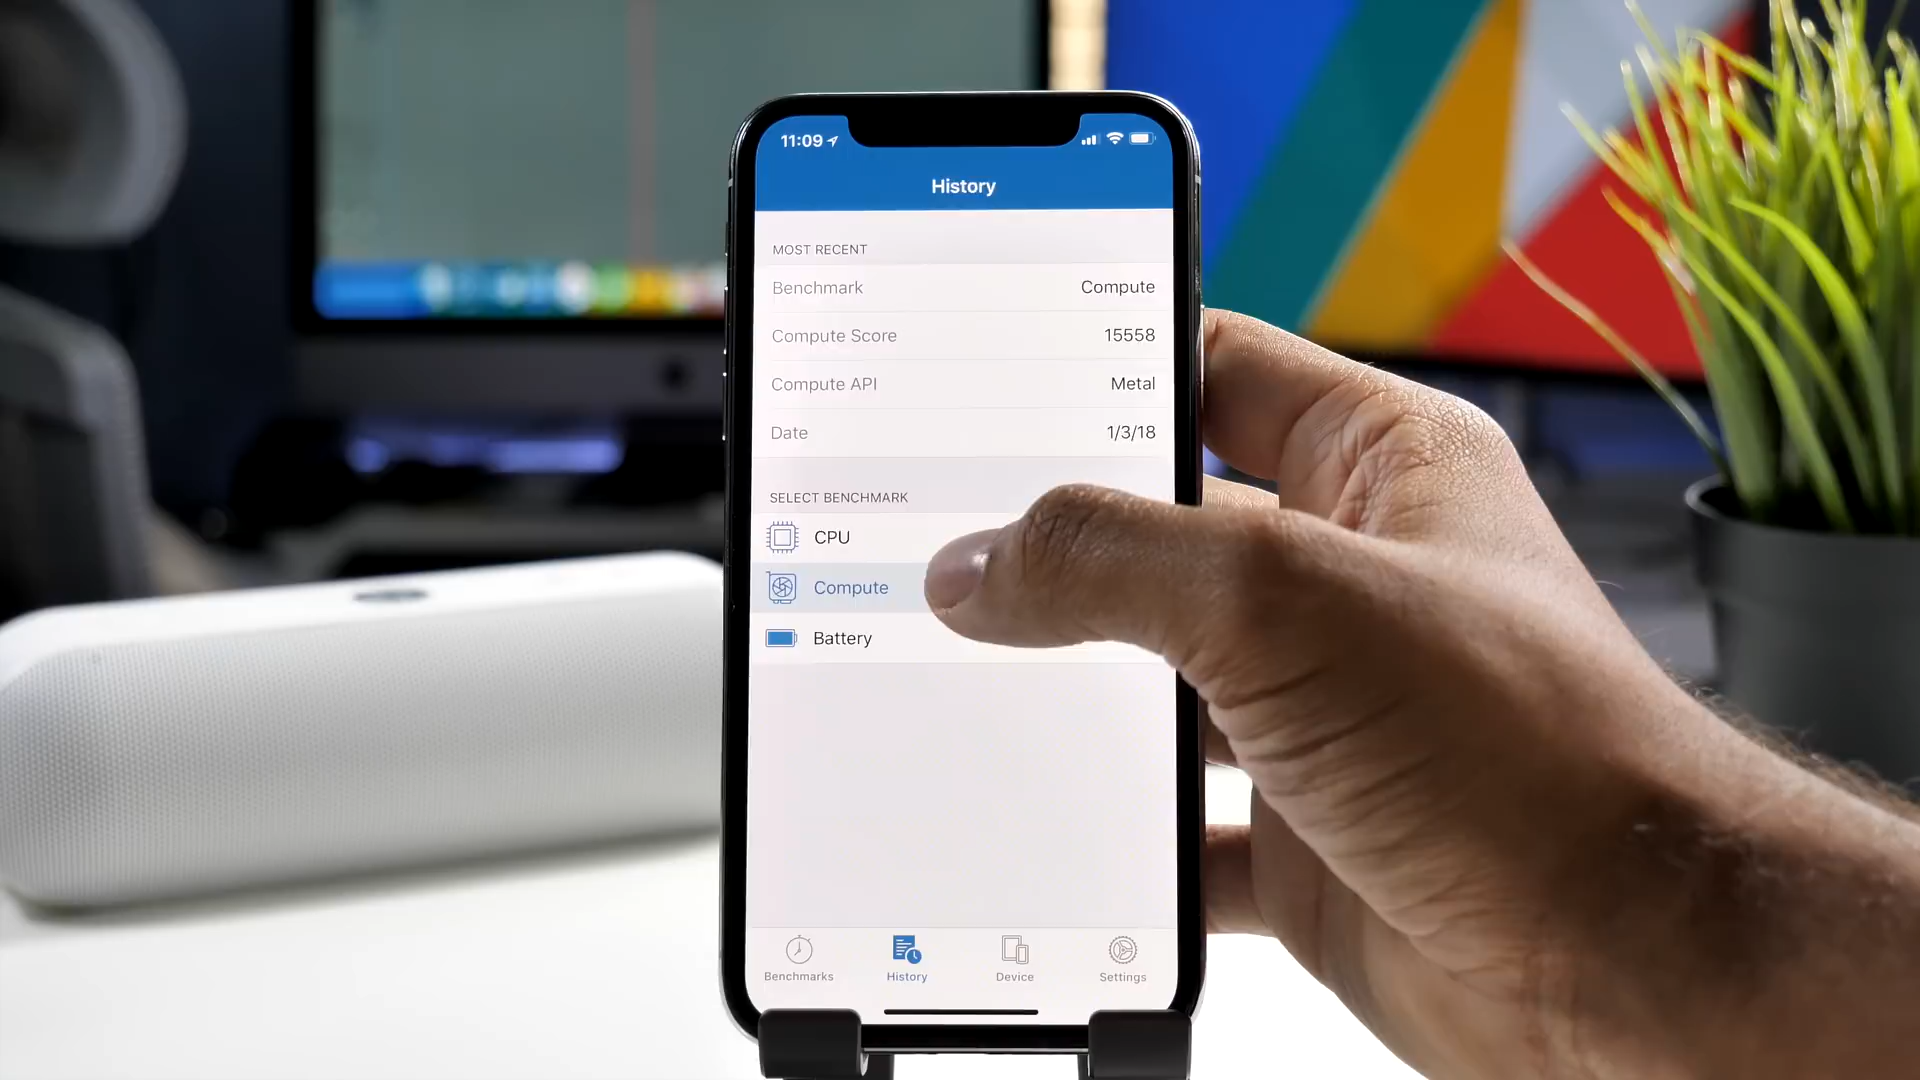 11:09
History
MOST RECENT
Benchmark Compute
Compute Score 15558
Compute API Metal
Date 1/3/18
SELECT BENCHMARK
CPU
Compute
Battery
Benchmarks History Device Settings